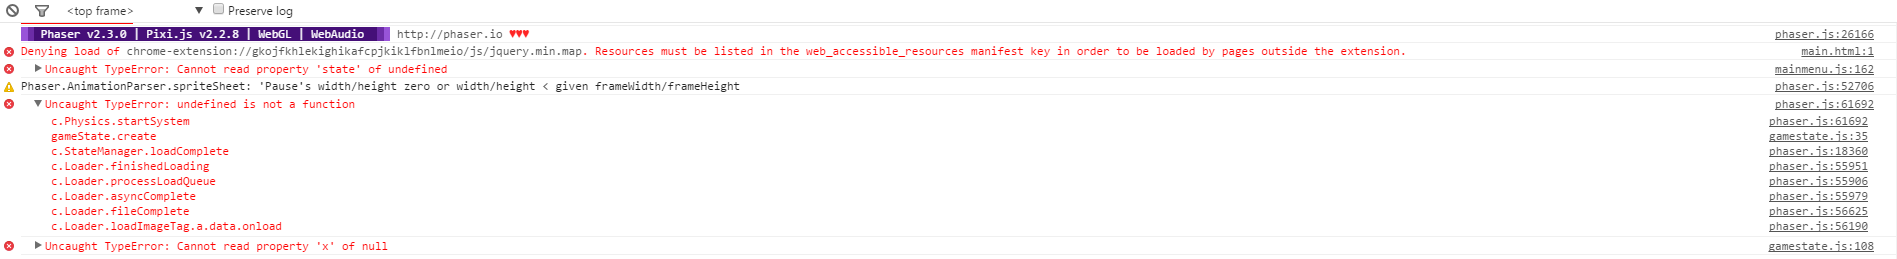 <top frame> ▼ Preserve log
Phaser v2.3.0 | Pixi.js v2.2.8 | WebGL | WebAudio http://phaser.io ♥♥♥ phaser.js:26166
Denying load of chrome-extension://gkojfkhlekighikafcpjkiklfbnlmeio/js/jquery.min.map. Resources must be listed in the web_accessible_resources manifest key in order to be loaded by pages outside the extension. main.html:1
▶Uncaught TypeError: Cannot read property 'state' of undefined mainmenu.js:162
Phaser.AnimationParser.spriteSheet: 'Pause's width/height zero or width/height < given frameWidth/frameHeight phaser.js:52706
▼Uncaught TypeError: undefined is not a function phaser.js:61692
c.Physics.startSystem phaser.js:61692
gameState.create gamestate.js:35
c.StateManager.loadComplete phaser.js:18360
c.Loader.finishedLoading phaser.js:55951
c.Loader.processLoadQueue phaser.js:55906
c.Loader.asyncComplete phaser.js:55979
c.Loader.fileComplete phaser.js:56625
c.Loader.loadImageTag.a.data.onload phaser.js:56190
▶Uncaught TypeError: Cannot read property 'x' of null gamestate.js:108